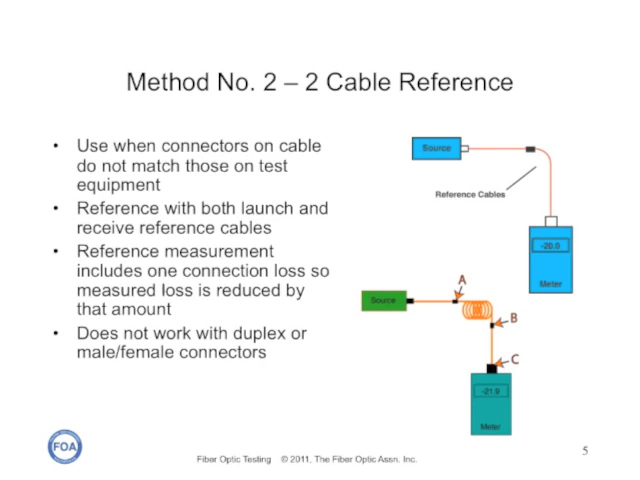 Method No. 2 – 2 Cable Reference
• Use when connectors on cable
do not match those on test
equipment
• Reference with both launch and
receive reference cables
• Reference measurement
includes one connection loss so
measured loss is reduced by
that amount
• Does not work with duplex or
male/female connectors
Source
Reference Cables
-20.0
Meter
A
Source
B
C
-21.9
Meter
FOA
Fiber Optic Testing © 2011, The Fiber Optic Assn. Inc.
5